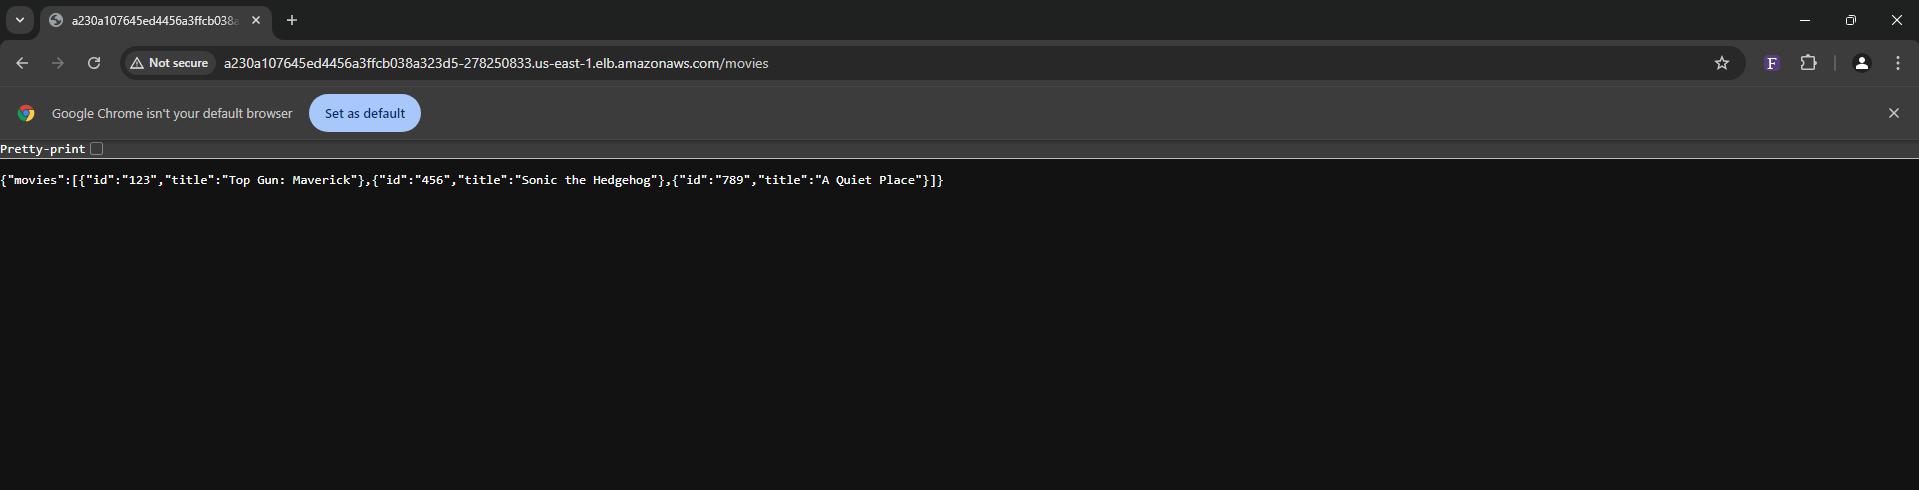 a230a107645ed4456a3ffcb038a
Not secure
a230a107645ed4456a3ffcb038a323d5-278250833.us-east-1.elb.amazonaws.com/movies
F
Google Chrome isn't your default browser
Set as default
Pretty-print
{"movies":[{"id":"123","title":"Top Gun: Maverick"},{"id":"456","title":"Sonic the Hedgehog"},{"id":"789","title":"A Quiet Place"}]}